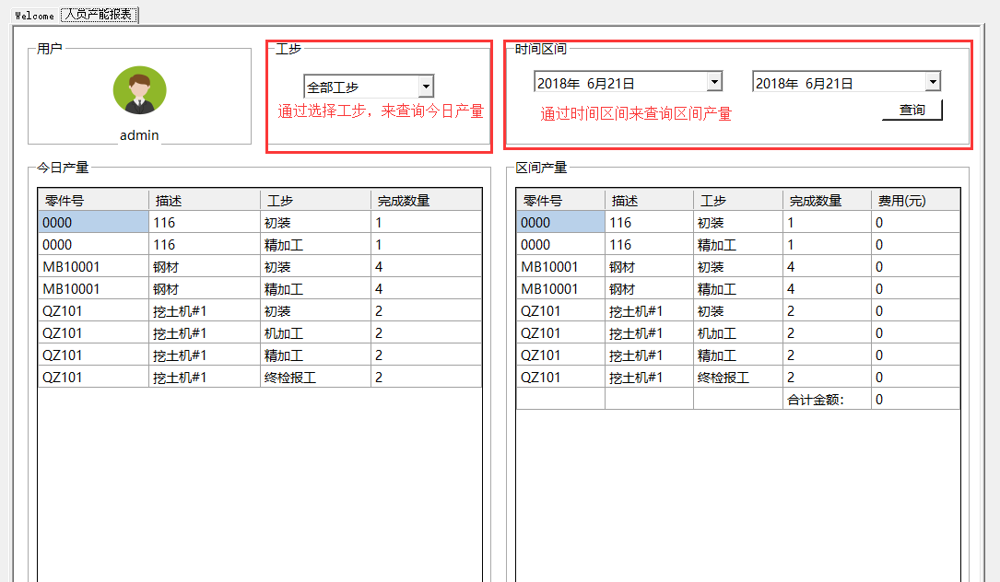 Welcome 人员产能报表
用户
admin
工步
全部工步
通过选择工步，来查询今日产量
时间区间
2018年 6月21日 2018年 6月21日
通过时间区间来查询区间产量
查询
今日产量
零件号 描述 工步 完成数量
0000 116 初装 1
0000 116 精加工 1
MB10001 钢材 初装 4
MB10001 钢材 精加工 4
QZ101 挖土机#1 初装 2
QZ101 挖土机#1 机加工 2
QZ101 挖土机#1 精加工 2
QZ101 挖土机#1 终检报工 2
区间产量
零件号 描述 工步 完成数量 费用(元)
0000 116 初装 1 0
0000 116 精加工 1 0
MB10001 钢材 初装 4 0
MB10001 钢材 精加工 4 0
QZ101 挖土机#1 初装 2 0
QZ101 挖土机#1 机加工 2 0
QZ101 挖土机#1 精加工 2 0
QZ101 挖土机#1 终检报工 2 0
合计金额： 0